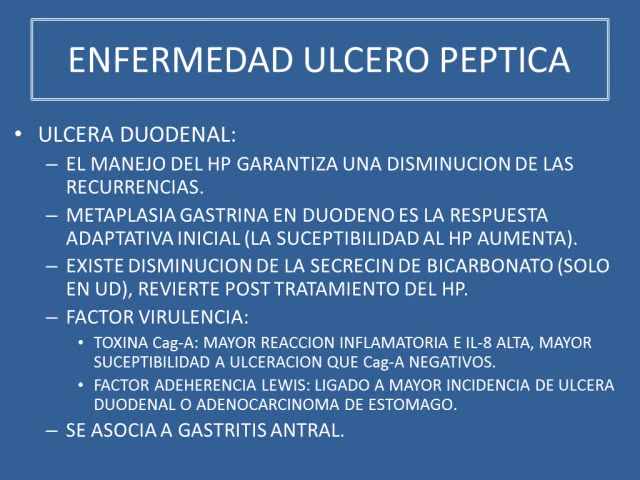 ENFERMEDAD ULCERO PEPTICA
• ULCERA DUODENAL:
– EL MANEJO DEL HP GARANTIZA UNA DISMINUCION DE LAS
RECURRENCIAS.
– METAPLASIA GASTRINA EN DUODENO ES LA RESPUESTA
ADAPTATIVA INICIAL (LA SUCEPTIBILIDAD AL HP AUMENTA).
– EXISTE DISMINUCION DE LA SECRECIN DE BICARBONATO (SOLO
EN UD), REVIERTE POST TRATAMIENTO DEL HP.
– FACTOR VIRULENCIA:
• TOXINA Cag-A: MAYOR REACCION INFLAMATORIA E IL-8 ALTA, MAYOR
SUCEPTIBILIDAD A ULCERACION QUE Cag-A NEGATIVOS.
• FACTOR ADEHERENCIA LEWIS: LIGADO A MAYOR INCIDENCIA DE ULCERA
DUODENAL O ADENOCARCINOMA DE ESTOMAGO.
– SE ASOCIA A GASTRITIS ANTRAL.